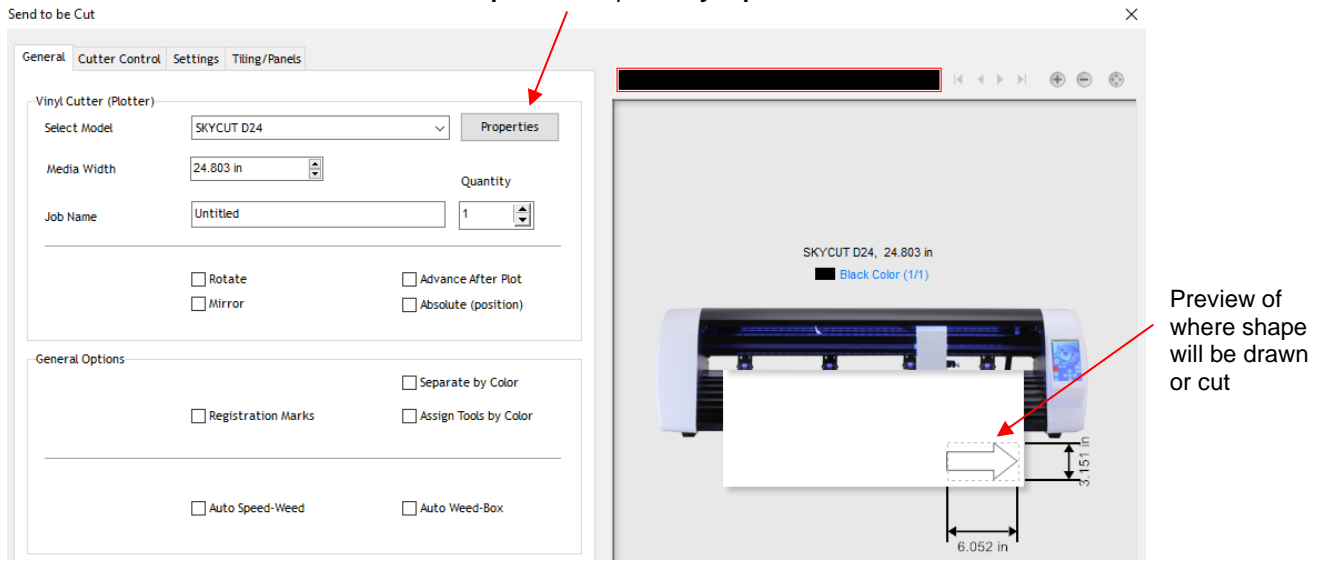 Send to be Cut
General Cutter Control Settings Tiling/Panels
Vinyl Cutter (Plotter)
Select Model SKYCUT D24 Properties
Media Width 24.803 in
Quantity
Job Name Untitled 1
Rotate Advance After Plot
Mirror Absolute (position)
General Options
Separate by Color
Registration Marks Assign Tools by Color
Auto Speed-Weed Auto Weed-Box
SKYCUT D24, 24.803 in
Black Color (1/1)
3.151 in
6.052 in
Preview of
where shape
will be drawn
or cut